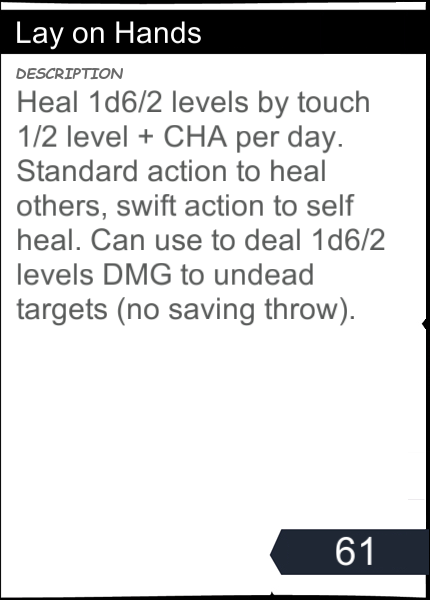 Lay on Hands
DESCRIPTION
Heal 1d6/2 levels by touch
1/2 level + CHA per day.
Standard action to heal
others, swift action to self
heal. Can use to deal 1d6/2
levels DMG to undead
targets (no saving throw).
61